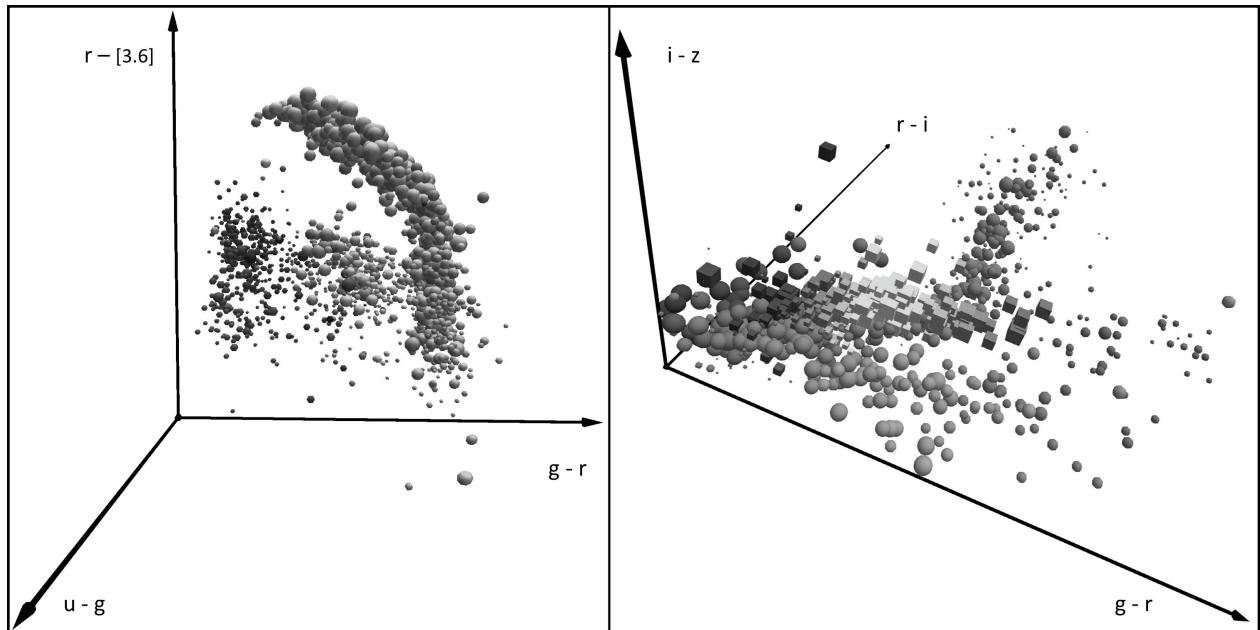 r – [3.6]
g - r
u - g
i - z
r - i
g - r